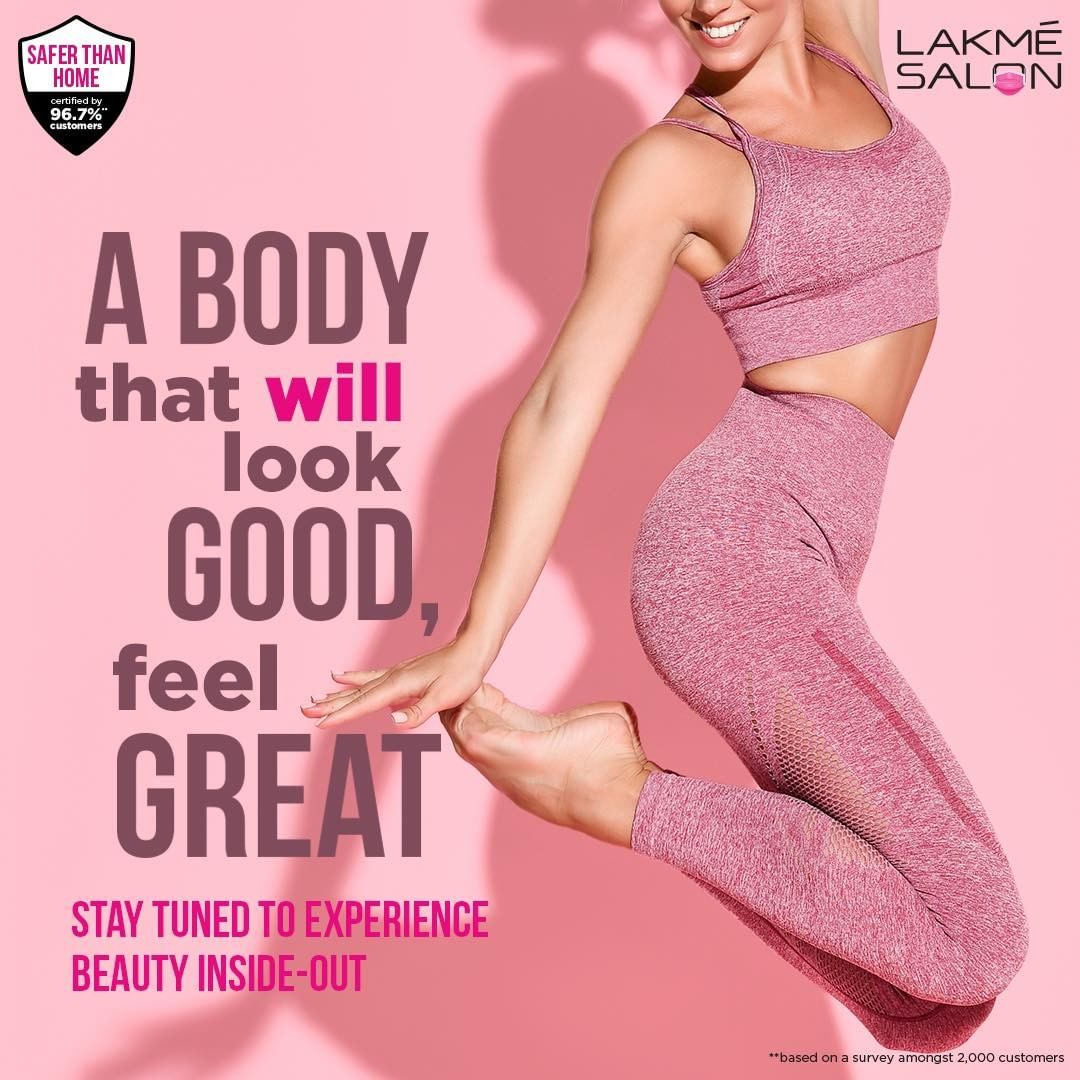 SAFER THAN
HOME
certified by
96.7%**
customers
LAKMÉ
SALON
A BODY
that will
look
GOOD,
feel
GREAT
STAY TUNED TO EXPERIENCE
BEAUTY INSIDE-OUT
**based on a survey amongst 2,000 customers